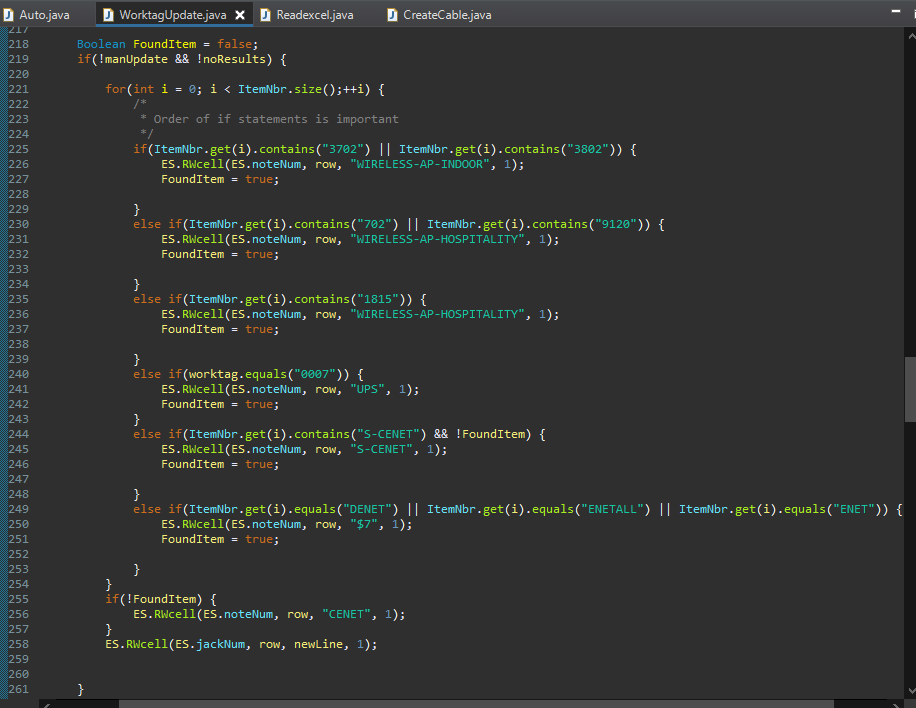 Auto.java WorktagUpdate.java Readexcel.java CreateCable.java
217
218 Boolean FoundItem = false;
219 if(!manUpdate && !noResults) {
220
221 for(int i = 0; i < ItemNbr.size();++i) {
222 /*
223 * Order of if statements is important
224 */
225 if(ItemNbr.get(i).contains("3702") || ItemNbr.get(i).contains("3802")) {
226 ES.RWcell(ES.noteNum, row, "WIRELESS-AP-INDOOR", 1);
227 FoundItem = true;
228
229 }
230 else if(ItemNbr.get(i).contains("702") || ItemNbr.get(i).contains("9120")) {
231 ES.RWcell(ES.noteNum, row, "WIRELESS-AP-HOSPITALITY", 1);
232 FoundItem = true;
233
234 }
235 else if(ItemNbr.get(i).contains("1815")) {
236 ES.RWcell(ES.noteNum, row, "WIRELESS-AP-HOSPITALITY", 1);
237 FoundItem = true;
238
239 }
240 else if(worktag.equals("0007")) {
241 ES.RWcell(ES.noteNum, row, "UPS", 1);
242 FoundItem = true;
243 }
244 else if(ItemNbr.get(i).contains("S-CENET") && !FoundItem) {
245 ES.RWcell(ES.noteNum, row, "S-CENET", 1);
246 FoundItem = true;
247
248 }
249 else if(ItemNbr.get(i).equals("DENET") || ItemNbr.get(i).equals("ENETALL") || ItemNbr.get(i).equals("ENET")) {
250 ES.RWcell(ES.noteNum, row, "$7", 1);
251 FoundItem = true;
252
253 }
254 }
255 if(!FoundItem) {
256 ES.RWcell(ES.noteNum, row, "CENET", 1);
257 }
258 ES.RWcell(ES.jackNum, row, newLine, 1);
259
260
261 }